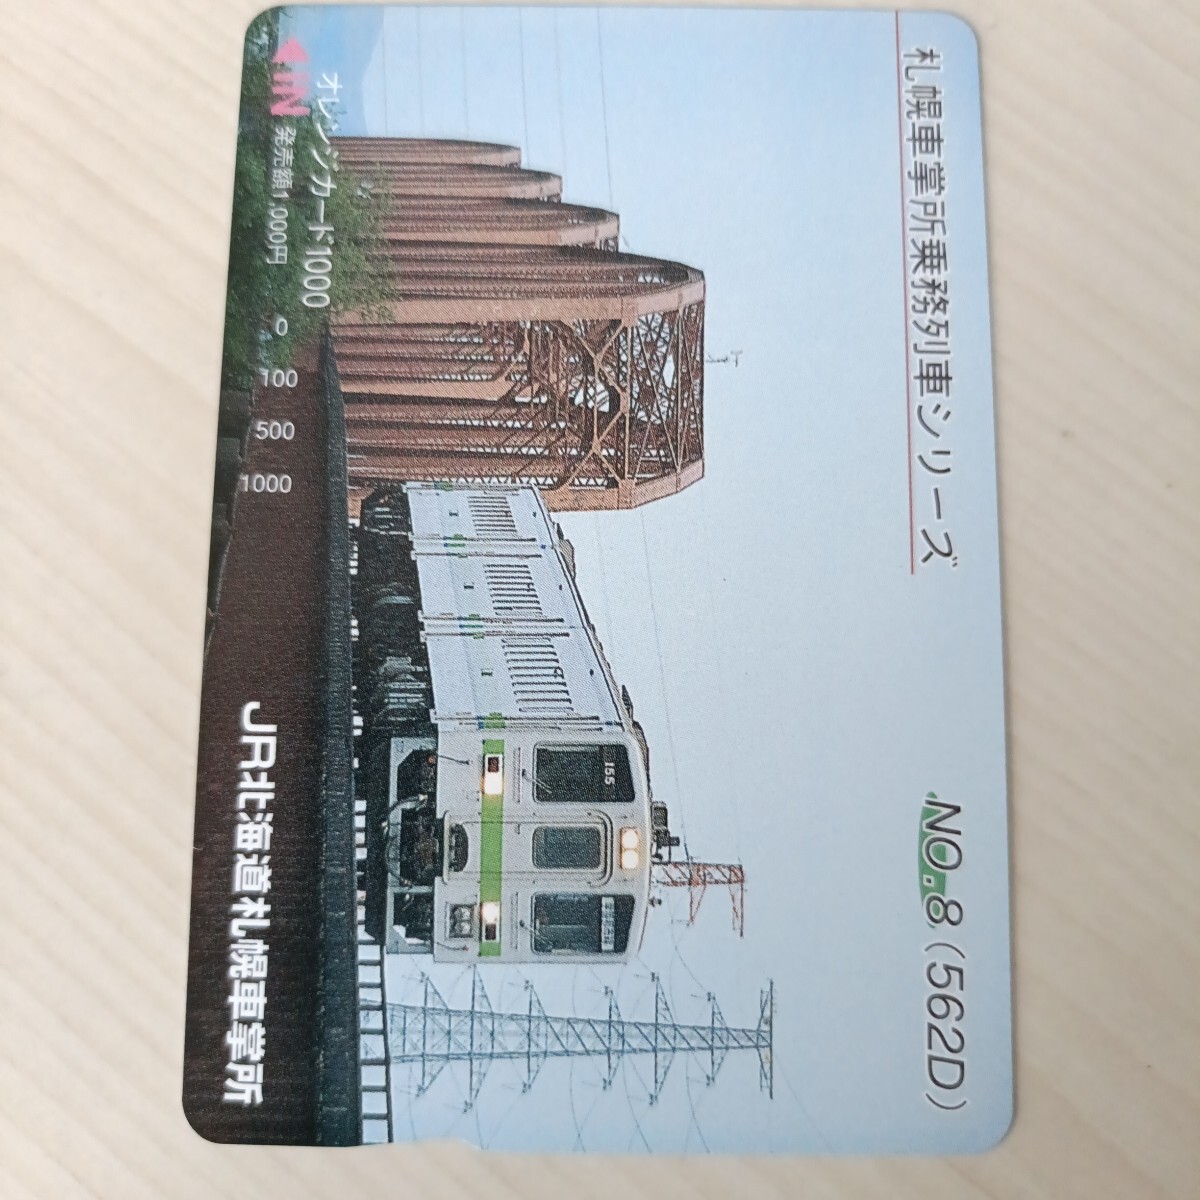 札幌車掌所乗務列車シリーズ
NO.8(562D)
155
オレンジカード1000
IN
発売額1,000円
0
100
500
1000
JR北海道札幌車掌所